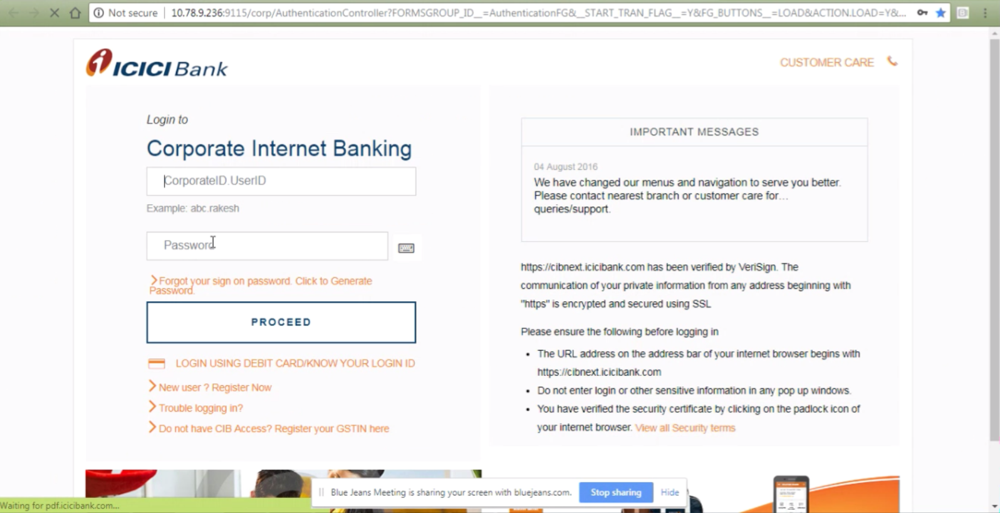 Not secure | 10.78.9.236:9115/corp/AuthenticationController?FORMSGROUP_ID__=AuthenticationFG&__START_TRAN_FLAG__=Y&FG_BUTTONS__=LOAD&ACTION.LOAD=Y&...
ICICI Bank
CUSTOMER CARE
Login to
Corporate Internet Banking
CorporateID.UserID
Example: abc.rakesh
Password
Forgot your sign on password. Click to Generate
Password.
PROCEED
LOGIN USING DEBIT CARD/KNOW YOUR LOGIN ID
New user ? Register Now
Trouble logging in?
Do not have CIB Access? Register your GSTIN here
IMPORTANT MESSAGES
04 August 2016
We have changed our menus and navigation to serve you better.
Please contact nearest branch or customer care for...
queries/support.
https://cibnext.icicibank.com has been verified by VeriSign. The
communication of your private information from any address beginning with
"https" is encrypted and secured using SSL
Please ensure the following before logging in
• The URL address on the address bar of your internet browser begins with
https://cibnext.icicibank.com
• Do not enter login or other sensitive information in any pop up windows.
• You have verified the security certificate by clicking on the padlock icon of
your internet browser. View all Security terms
Blue Jeans Meeting is sharing your screen with bluejeans.com.
Stop sharing
Hide
Waiting for pdf.icicibank.com...